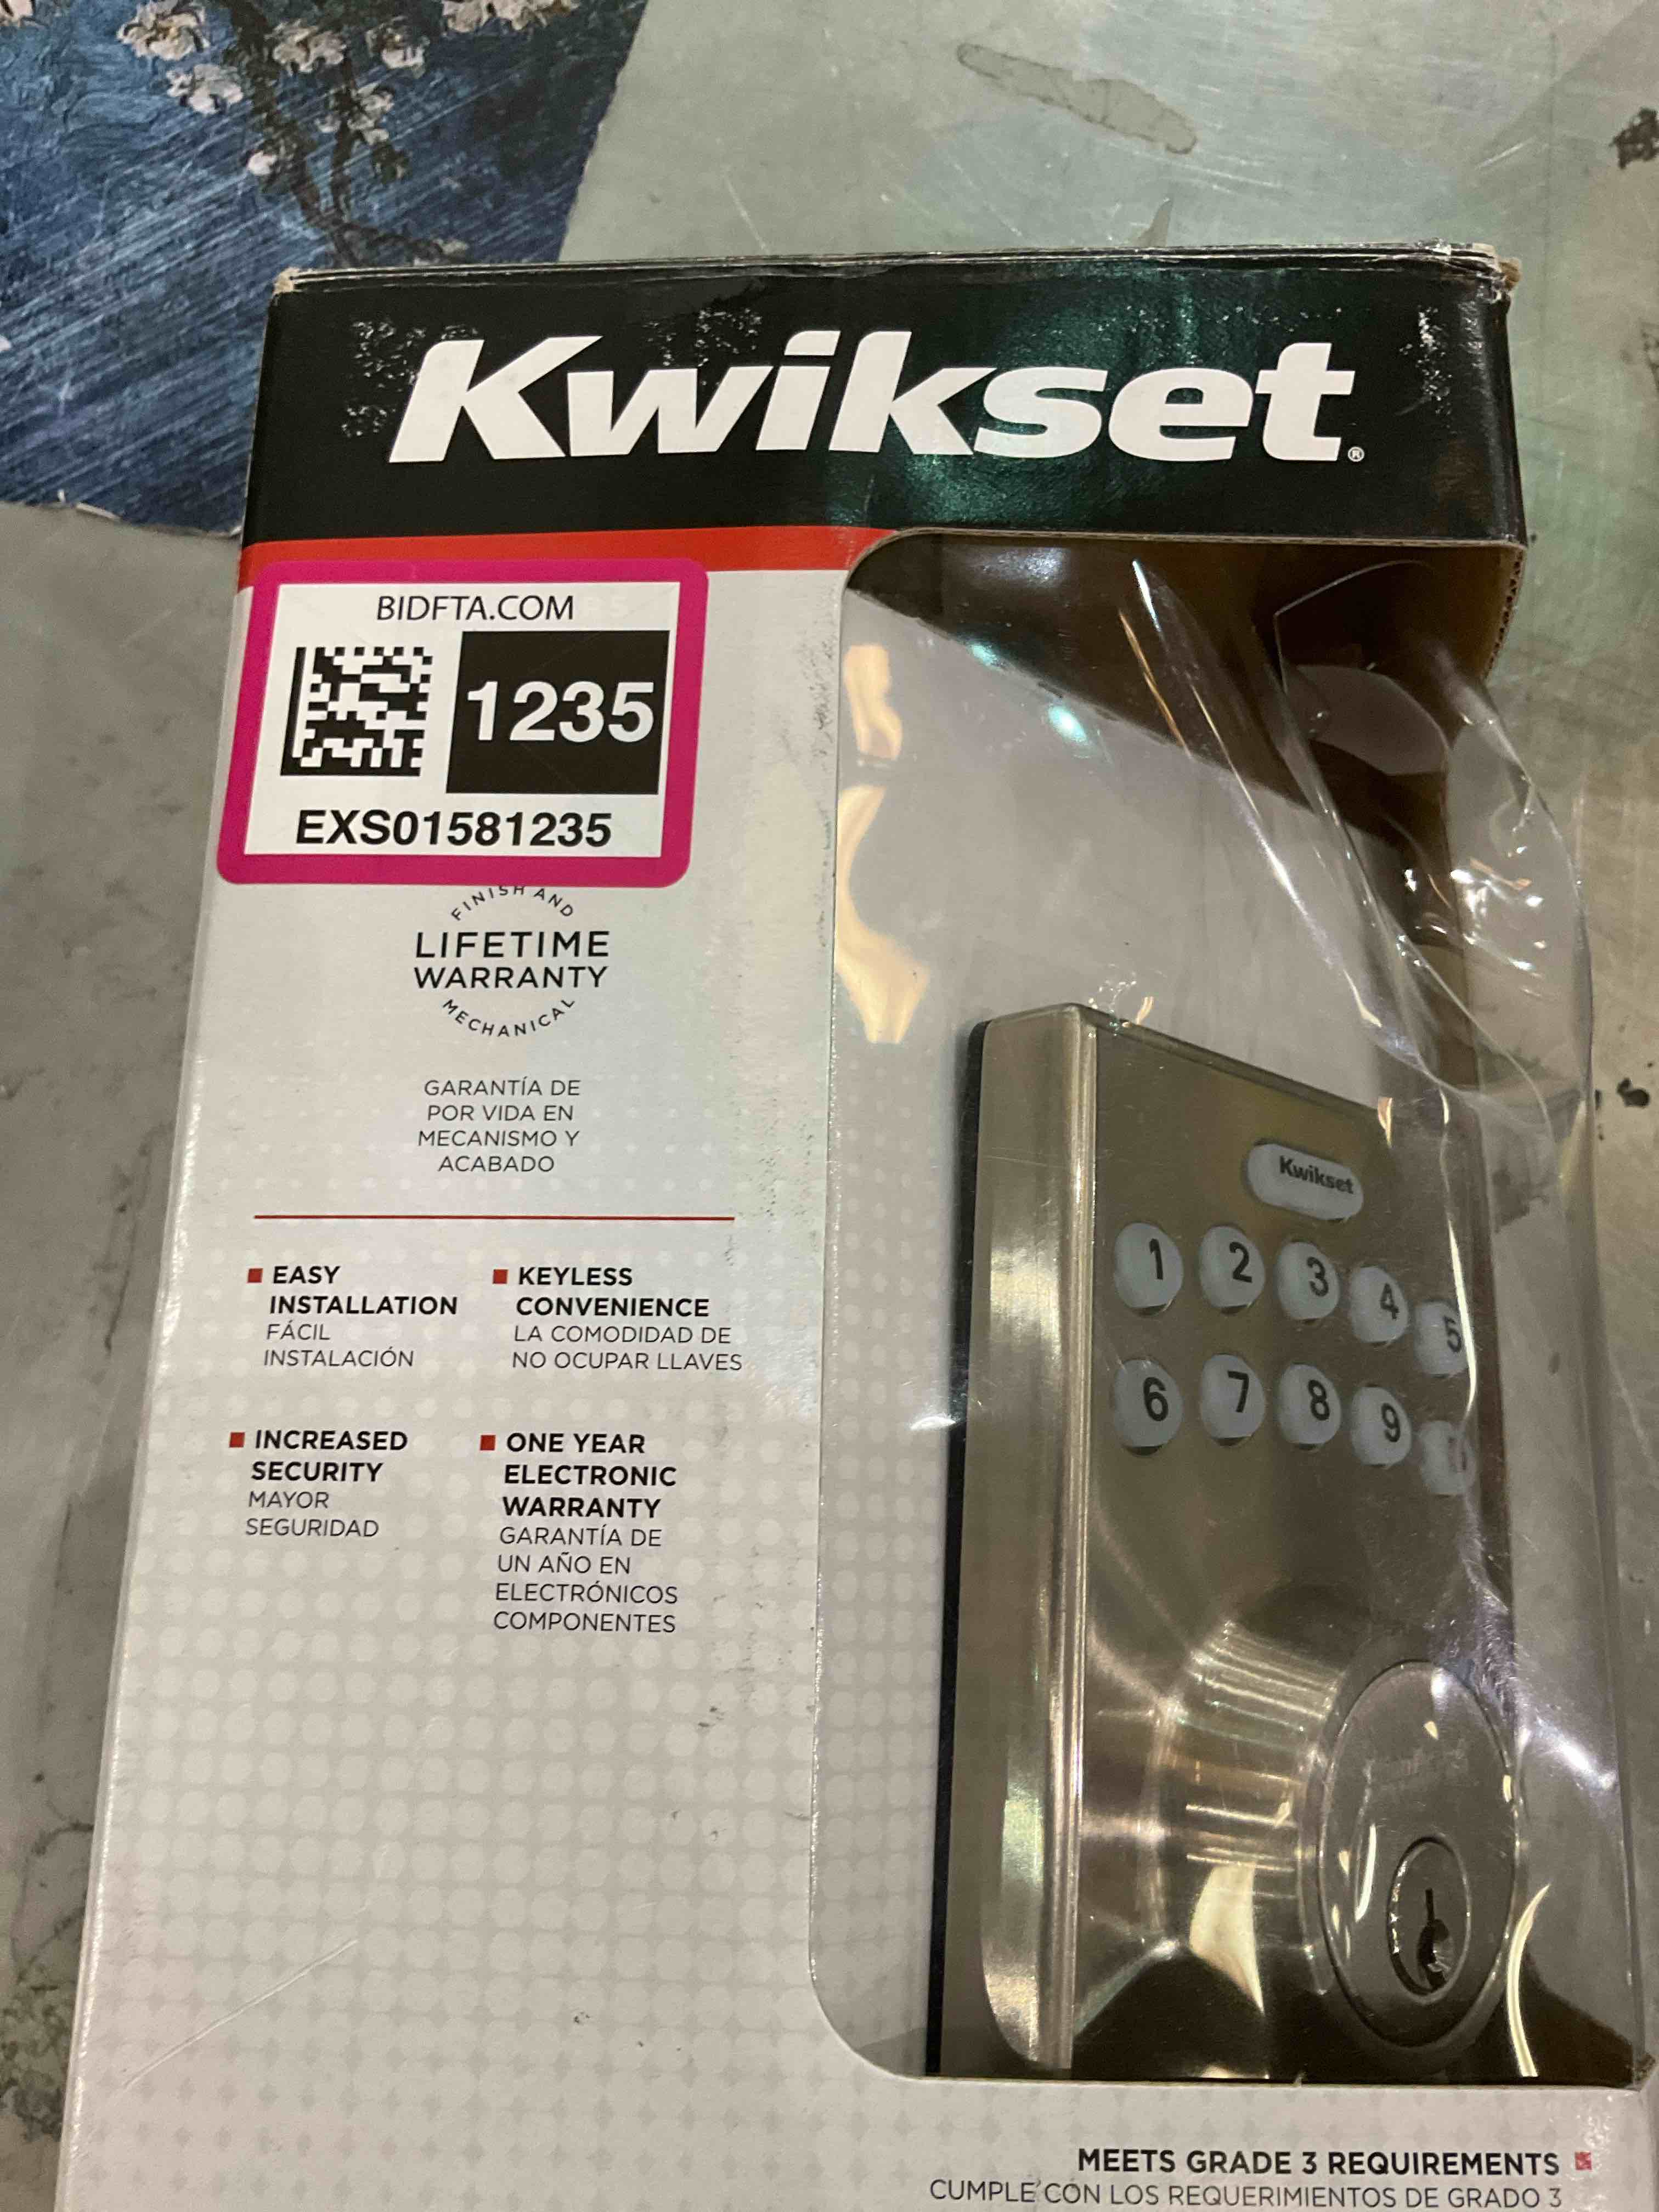 Kwikset®
BIDFTA.COM
1235
EXS01581235
FINISH AND
LIFETIME
WARRANTY
MECHANICAL
GARANTÍA DE
POR VIDA EN
MECANISMO Y
ACABADO
EASY
INSTALLATION
FÁCIL
INSTALACIÓN
KEYLESS
CONVENIENCE
LA COMODIDAD DE
NO OCUPAR LLAVES
INCREASED
SECURITY
MAYOR
SEGURIDAD
ONE YEAR
ELECTRONIC
WARRANTY
GARANTÍA DE
UN AÑO EN
ELECTRÓNICOS
COMPONENTES
Kwikset
1 2 3 4 5
6 7 8 9
MEETS GRADE 3 REQUIREMENTS
CUMPLE CON LOS REQUERIMIENTOS DE GRADO 3